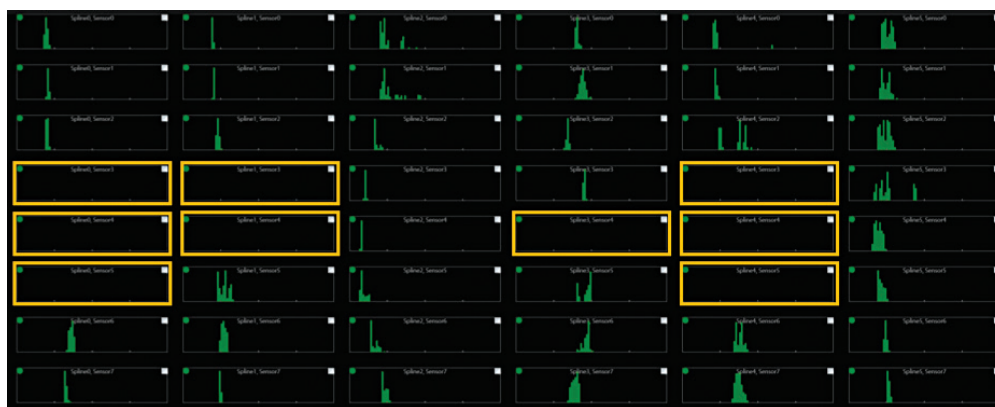 Spline0, Sensor0
Spline1, Sensor0
Spline2, Sensor0
Spline3, Sensor0
Spline4, Sensor0
Spline5, Sensor0
Spline0, Sensor1
Spline1, Sensor1
Spline2, Sensor1
Spline3, Sensor1
Spline4, Sensor1
Spline5, Sensor1
Spline0, Sensor2
Spline1, Sensor2
Spline2, Sensor2
Spline3, Sensor2
Spline4, Sensor2
Spline5, Sensor2
Spline0, Sensor3
Spline1, Sensor3
Spline2, Sensor3
Spline3, Sensor3
Spline4, Sensor3
Spline5, Sensor3
Spline0, Sensor4
Spline1, Sensor4
Spline2, Sensor4
Spline3, Sensor4
Spline4, Sensor4
Spline5, Sensor4
Spline0, Sensor5
Spline1, Sensor5
Spline2, Sensor5
Spline3, Sensor5
Spline4, Sensor5
Spline5, Sensor5
Spline0, Sensor6
Spline1, Sensor6
Spline2, Sensor6
Spline3, Sensor6
Spline4, Sensor6
Spline5, Sensor6
Spline0, Sensor7
Spline1, Sensor7
Spline2, Sensor7
Spline3, Sensor7
Spline4, Sensor7
Spline5, Sensor7